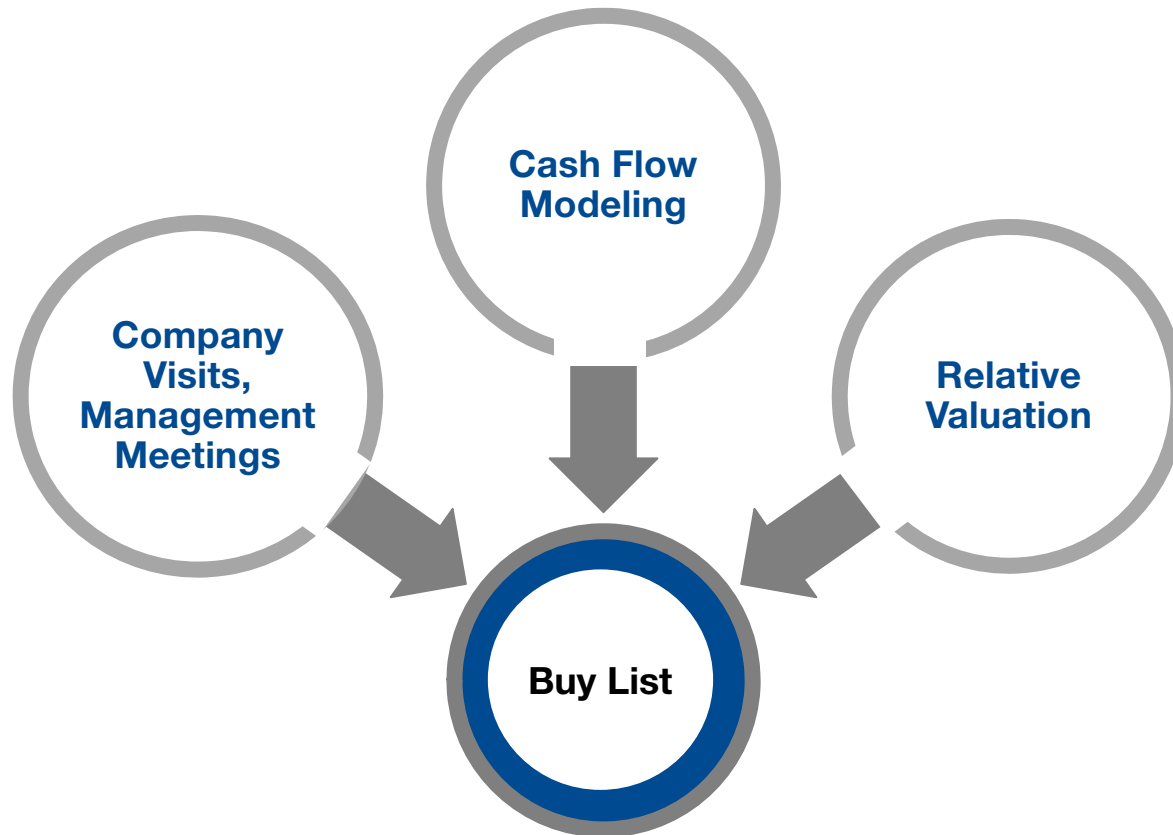 Cash Flow
Modeling
Company
Visits,
Management
Meetings
Relative
Valuation
Buy List